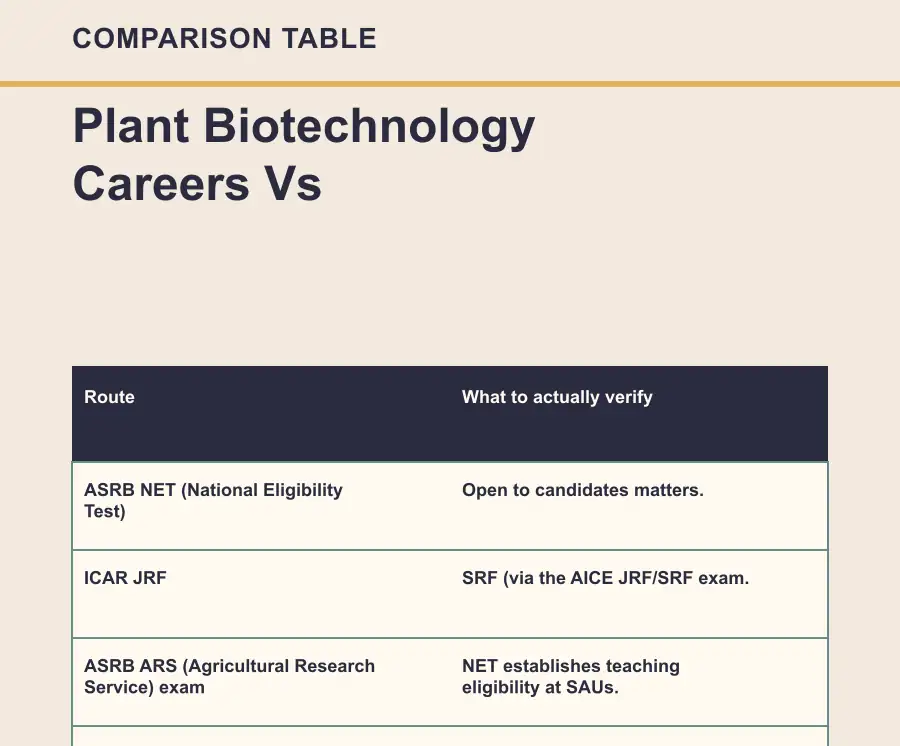 COMPARISON TABLE
Plant Biotechnology
Careers Vs
Route
What to actually verify
ASRB NET (National Eligibility
Test)
Open to candidates matters.
ICAR JRF
SRF (via the AICE JRF/SRF exam.
ASRB ARS (Agricultural Research
Service) exam
NET establishes teaching
eligibility at SAUs.